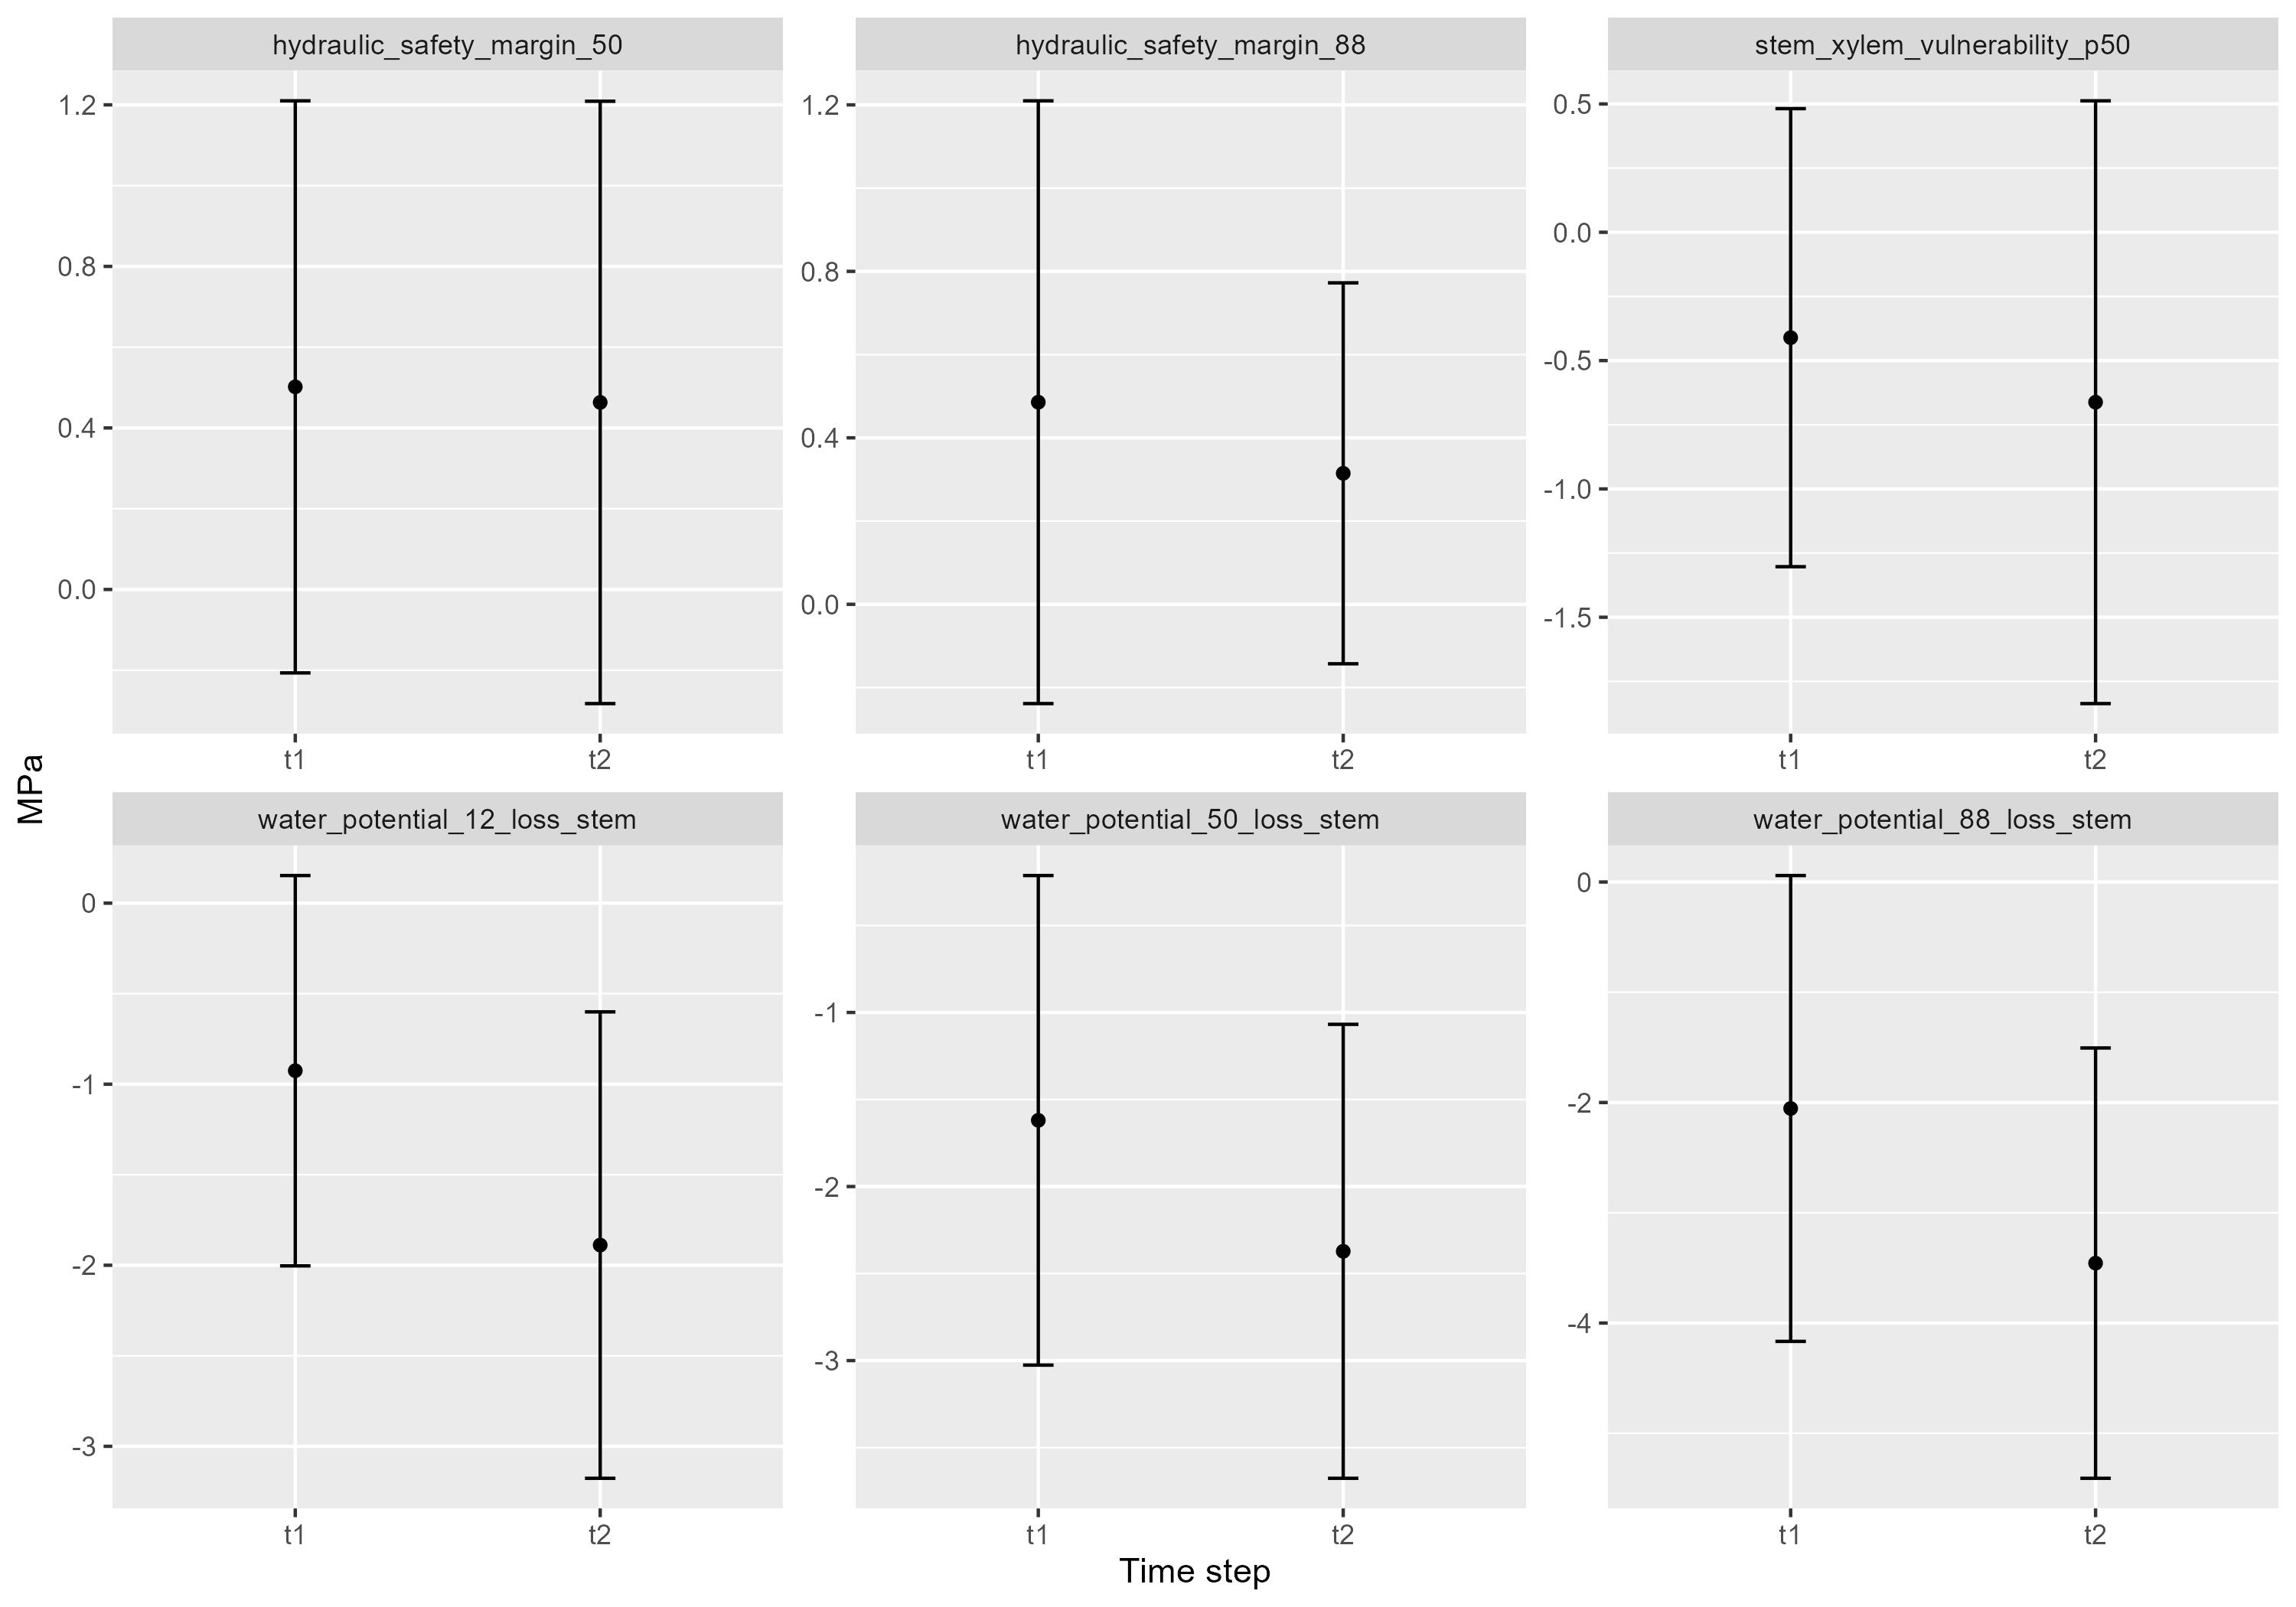 hydraulic_safety_margin_50
hydraulic_safety_margin_88
stem_xylem_vulnerability_p50
1.2
0.8
0.4
0.0
1.2
0.8
0.4
0.0
0.5
0.0
-0.5
-1.0
-1.5
t1 t2
t1 t2
t1 t2
MPa
water_potential_12_loss_stem
water_potential_50_loss_stem
water_potential_88_loss_stem
0
-1
-2
-3
-1
-2
-3
0
-2
-4
t1 t2
t1 t2
t1 t2
Time step